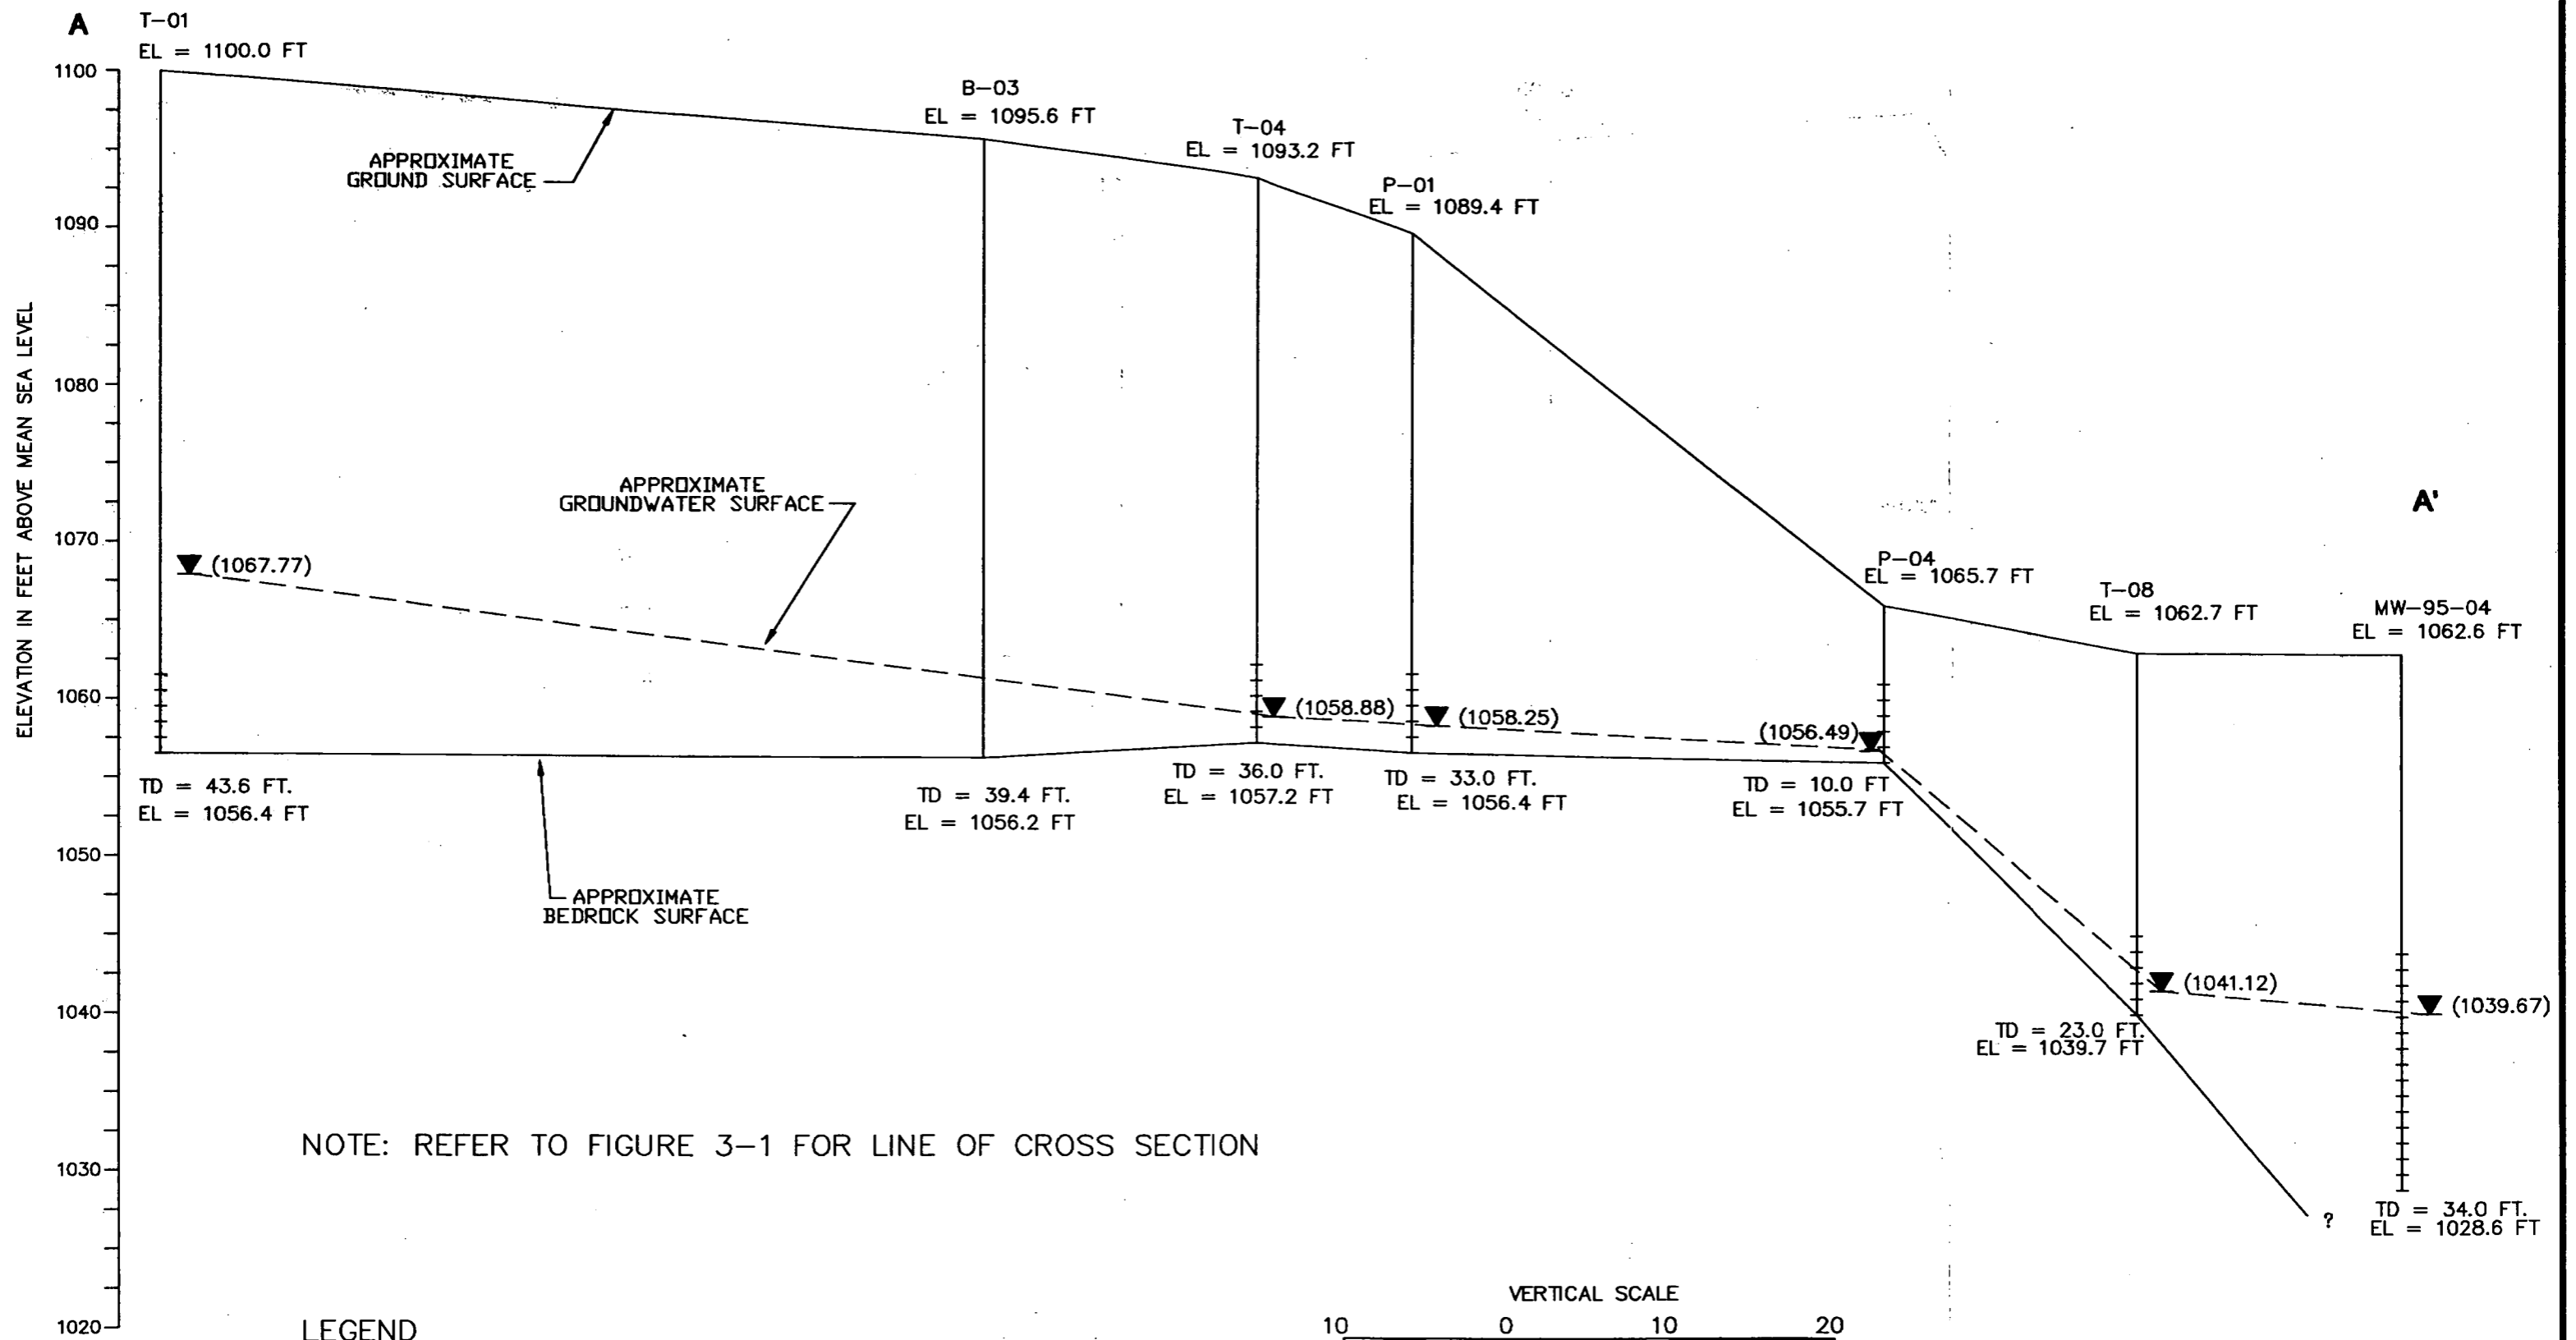 A
T-01
EL = 1100.0 FT
B-03
EL = 1095.6 FT
T-04
EL = 1093.2 FT
P-01
EL = 1089.4 FT
APPROXIMATE
GROUND SURFACE
ELEVATION IN FEET ABOVE MEAN SEA LEVEL
1100
1090
1080
1070
1060
1050
1040
1030
1020
APPROXIMATE
GROUNDWATER SURFACE
A'
(1067.77)
P-04
EL = 1065.7 FT
T-08
EL = 1062.7 FT
MW-95-04
EL = 1062.6 FT
(1058.88)
(1058.25)
(1056.49)
TD = 43.6 FT.
EL = 1056.4 FT
TD = 39.4 FT.
EL = 1056.2 FT
TD = 36.0 FT.
EL = 1057.2 FT
TD = 33.0 FT.
EL = 1056.4 FT
TD = 10.0 FT
EL = 1055.7 FT
APPROXIMATE
BEDROCK SURFACE
(1041.12)
(1039.67)
TD = 23.0 FT.
EL = 1039.7 FT
NOTE: REFER TO FIGURE 3-1 FOR LINE OF CROSS SECTION
?
TD = 34.0 FT.
EL = 1028.6 FT
VERTICAL SCALE
10 0 10 20
LEGEND